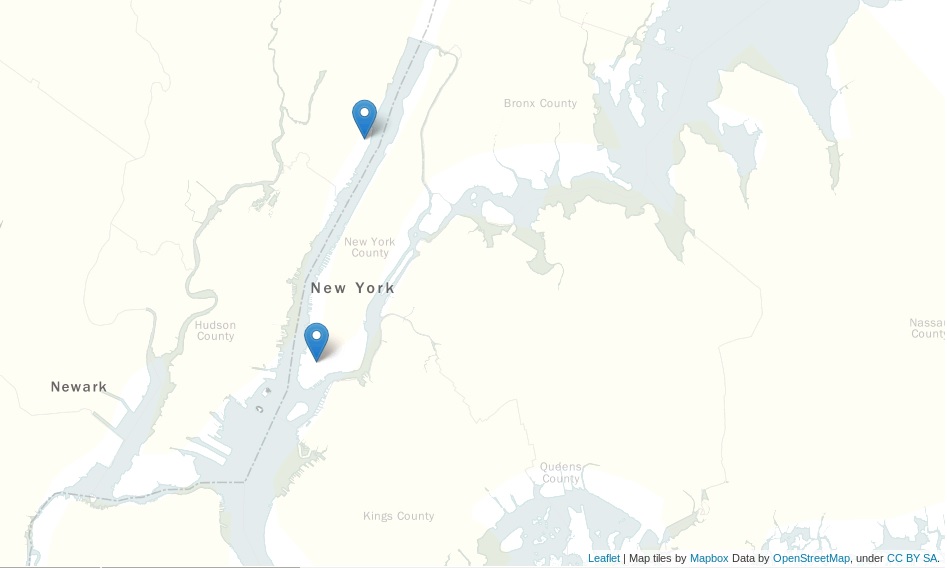 Bronx County
New York
County
New York
Hudson
County
Nassau
County
Newark
Queens
County
Kings County
Leaflet | Map tiles by Mapbox Data by OpenStreetMap, under CC BY SA.